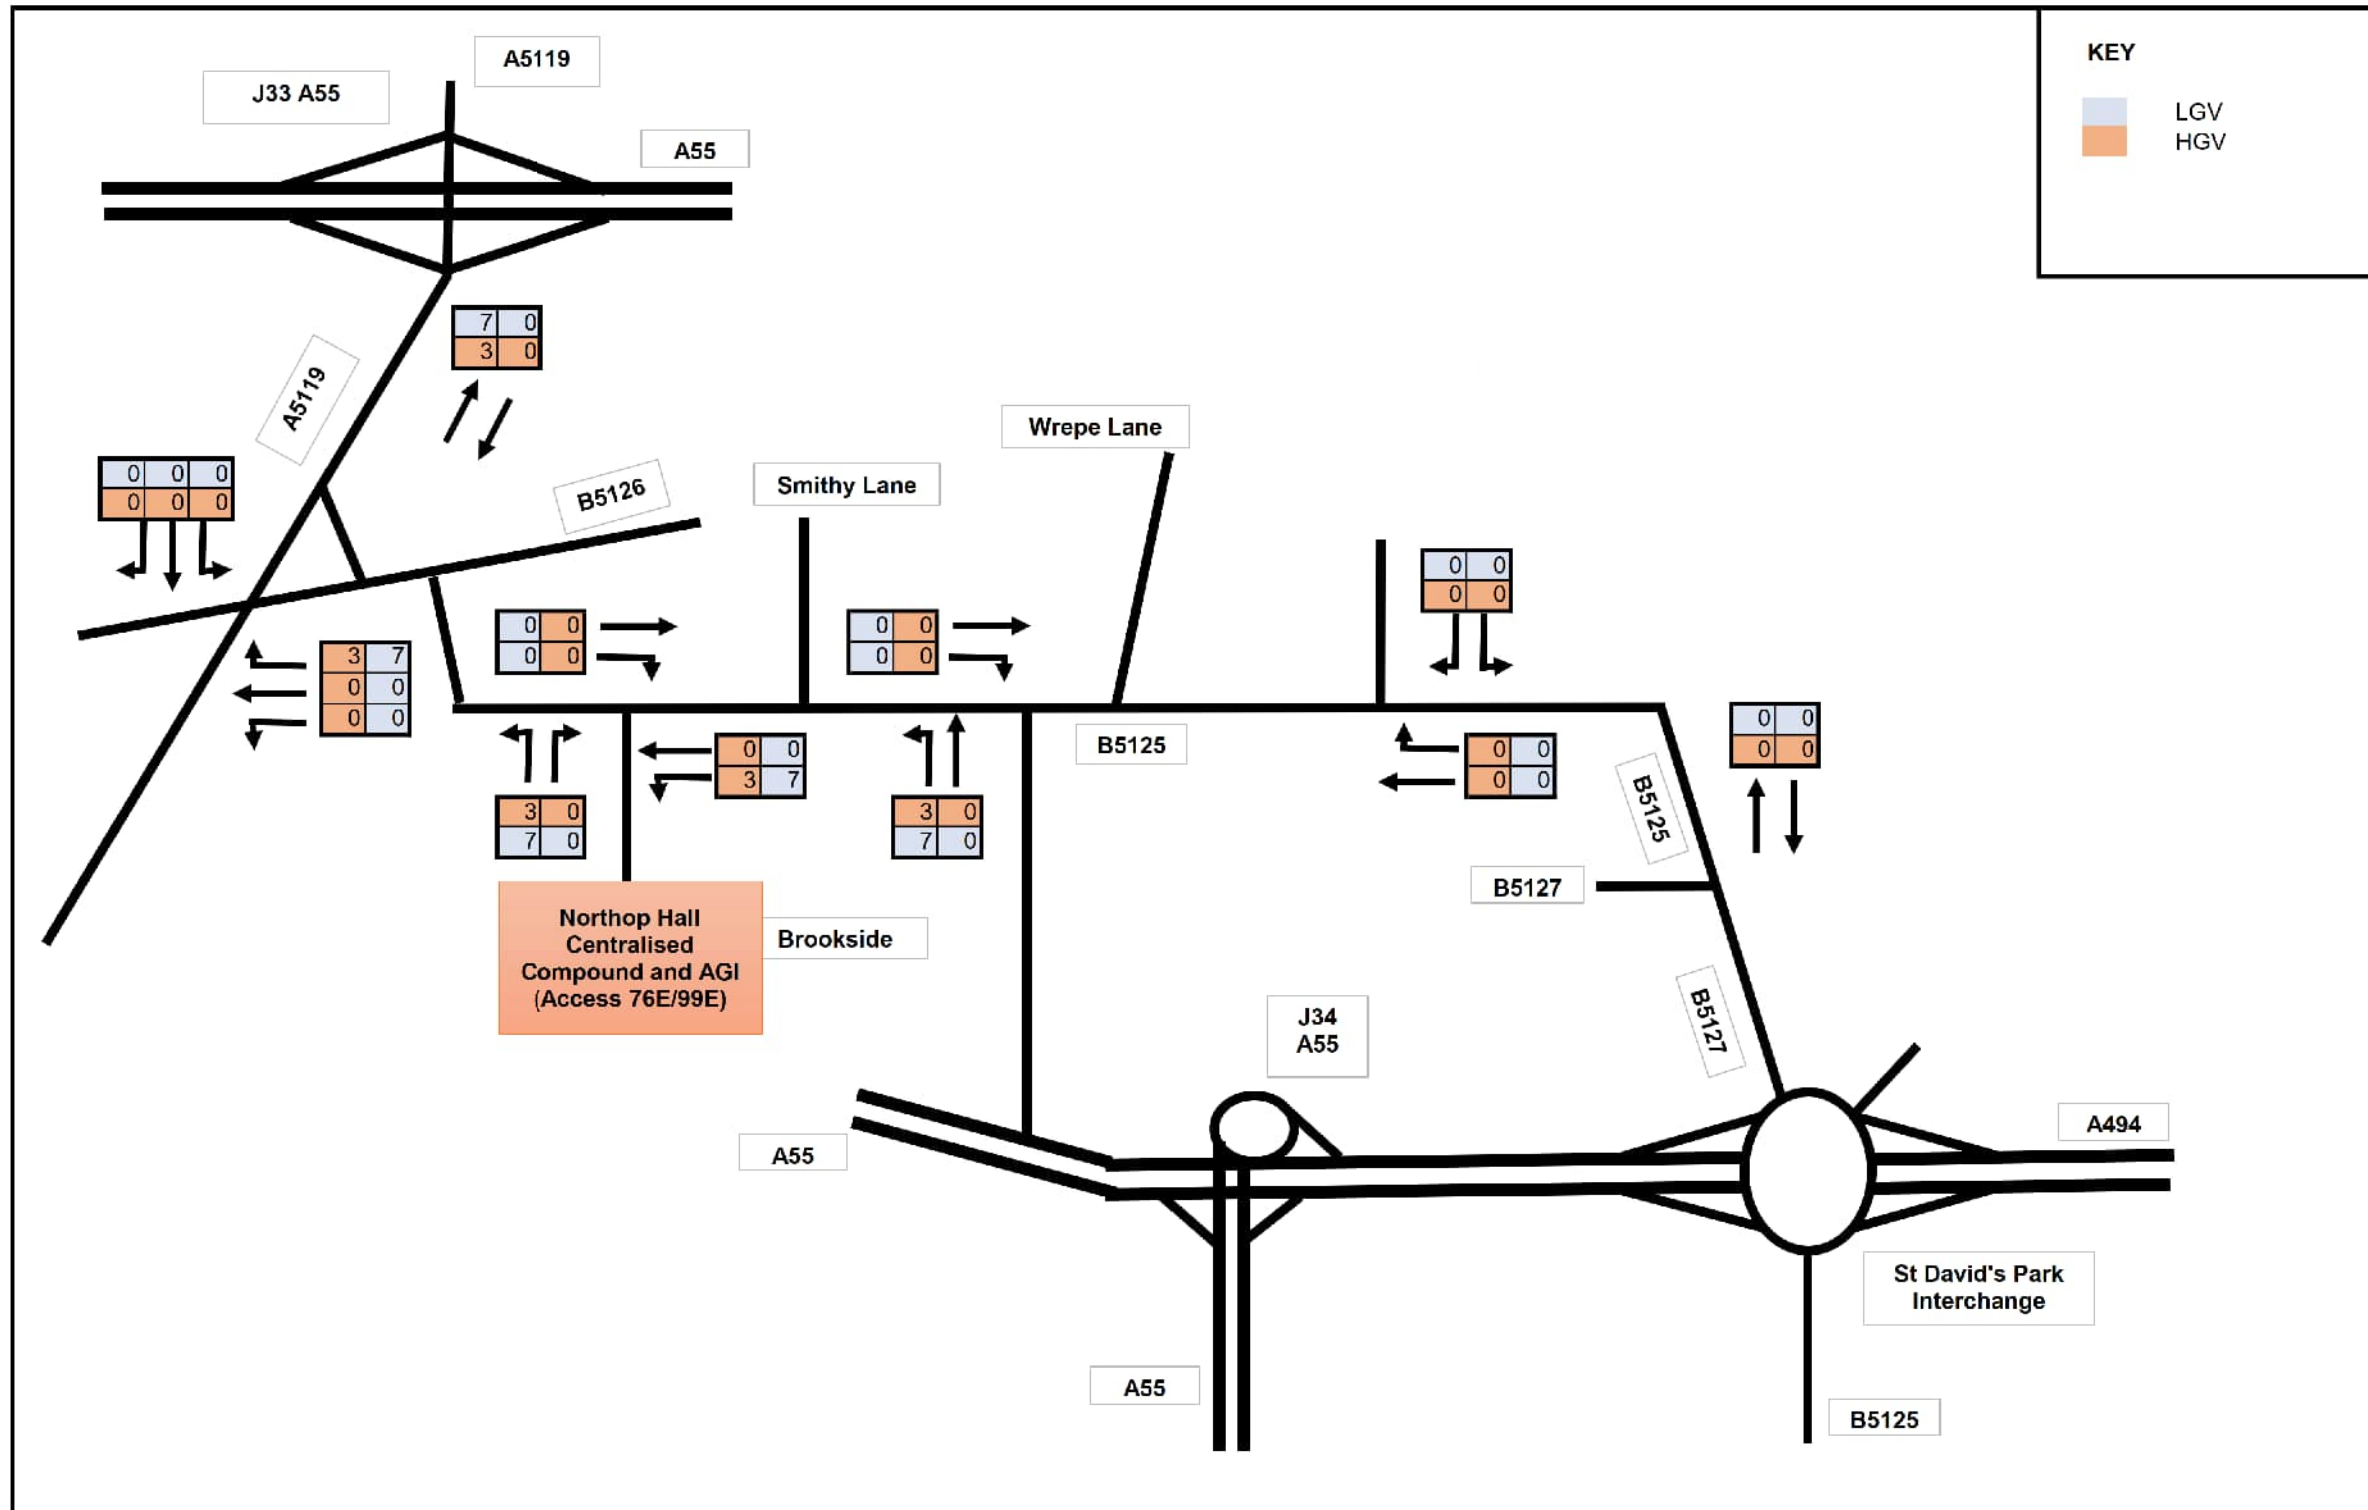 A5119
J33 A55
A55
KEY
LGV
HGV
7 0
3 0
A5119
Wrepe Lane
0 0 0
0 0 0
B5126
Smithy Lane
0 0
0 0
0 0
0 0
0 0
0 0
3 7
0 0
0 0
0 0
0 0
B5125
0 0
3 7
0 0
0 0
3 0
7 0
3 0
7 0
B5125
B5127
Northop Hall
Centralised
Compound and AGI
(Access 76E/99E)
Brookside
B5127
J34
A55
A494
A55
St David's Park
Interchange
A55
B5125